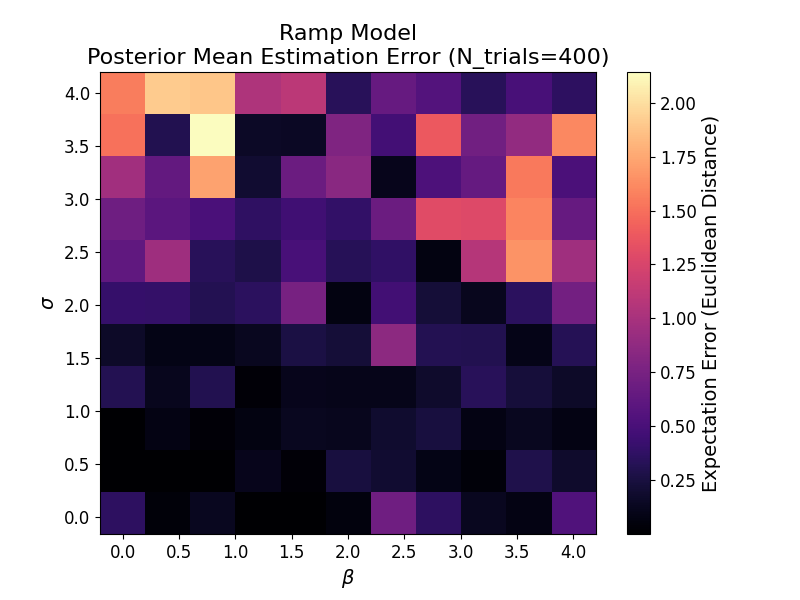 Ramp Model
Posterior Mean Estimation Error (N_trials=400)
4.0
3.5
3.0
2.5
2.0
1.5
1.0
0.5
0.0
σ
0.0 0.5 1.0 1.5 2.0 2.5 3.0 3.5 4.0
β
2.00
1.75
1.50
1.25
1.00
0.75
0.50
0.25
Expectation Error (Euclidean Distance)